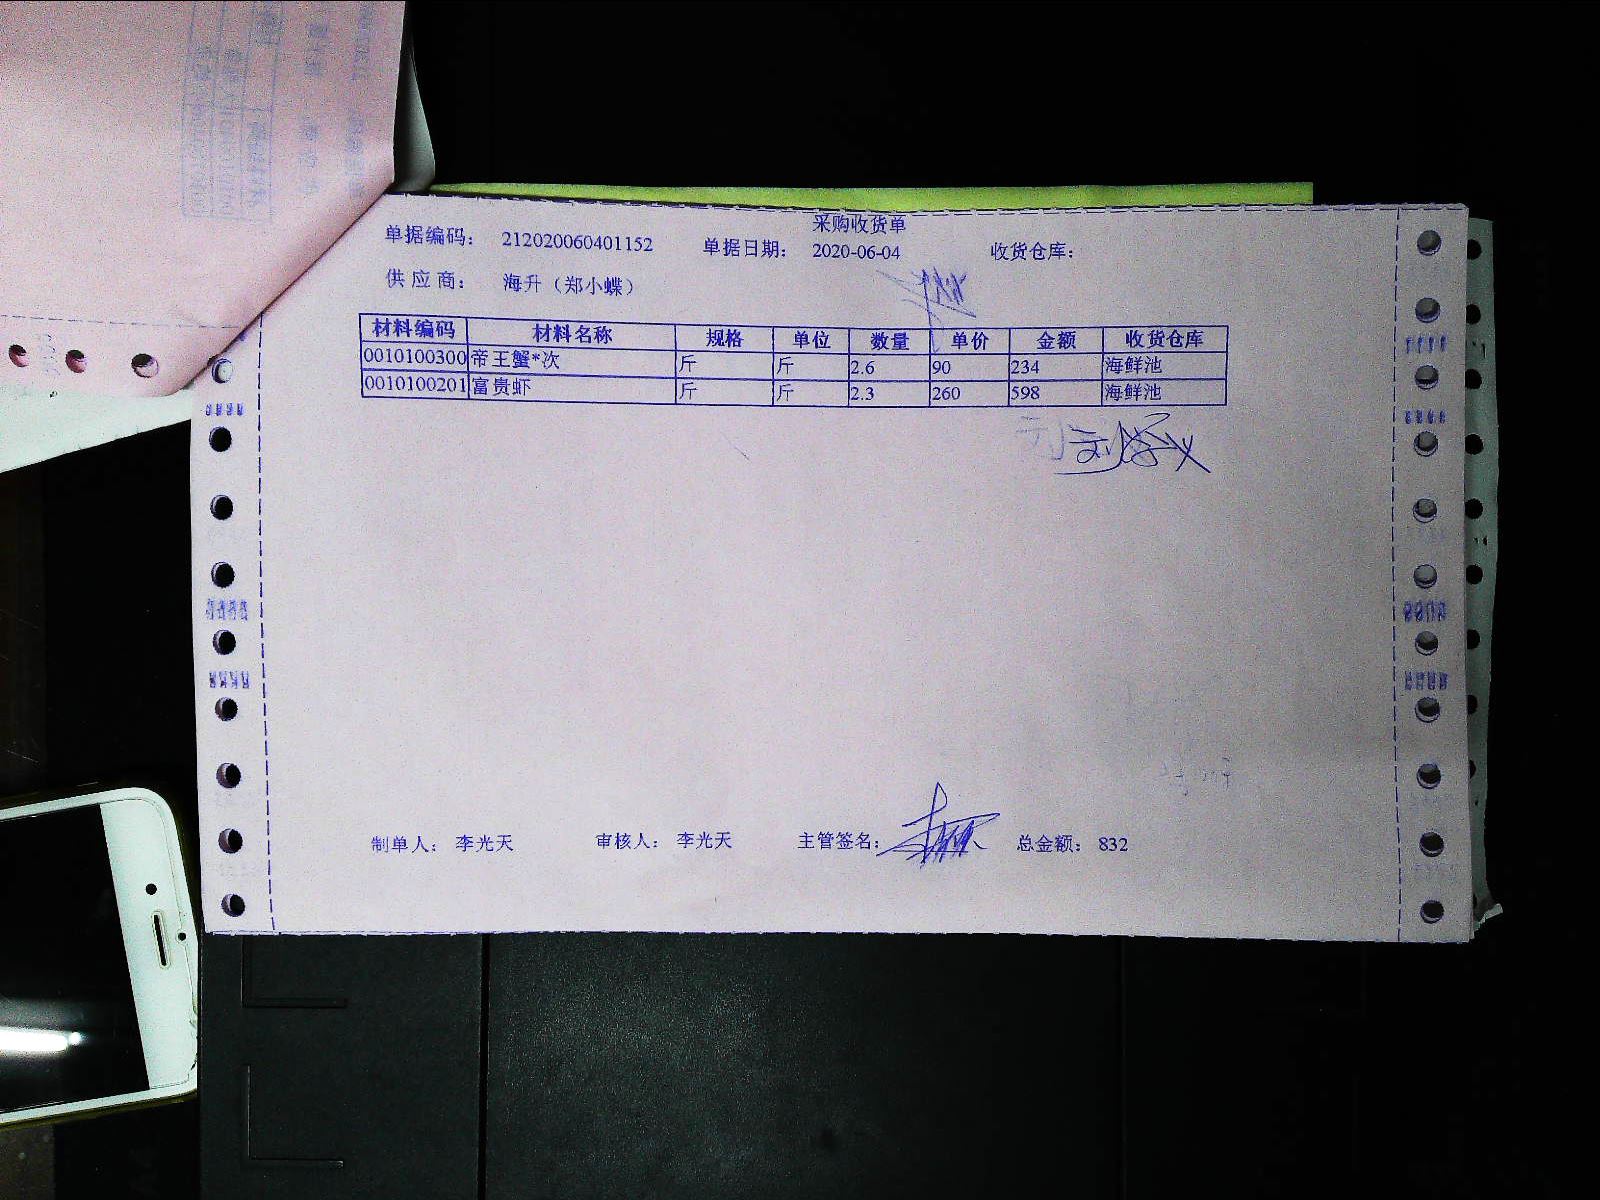 采购收货单
单据编码: 212020060401152 单据日期: 2020-06-04 收货仓库:
供应商: 海升（郑小蝶）
材料编码 材料名称 规格 单位 数量 单价 金额 收货仓库
0010100300 帝王蟹*次 斤 斤 2.6 90 234 海鲜池
0010100201 富贵虾 斤 斤 2.3 260 598 海鲜池
制单人: 李光天 审核人: 李光天 主管签名: 总金额: 832